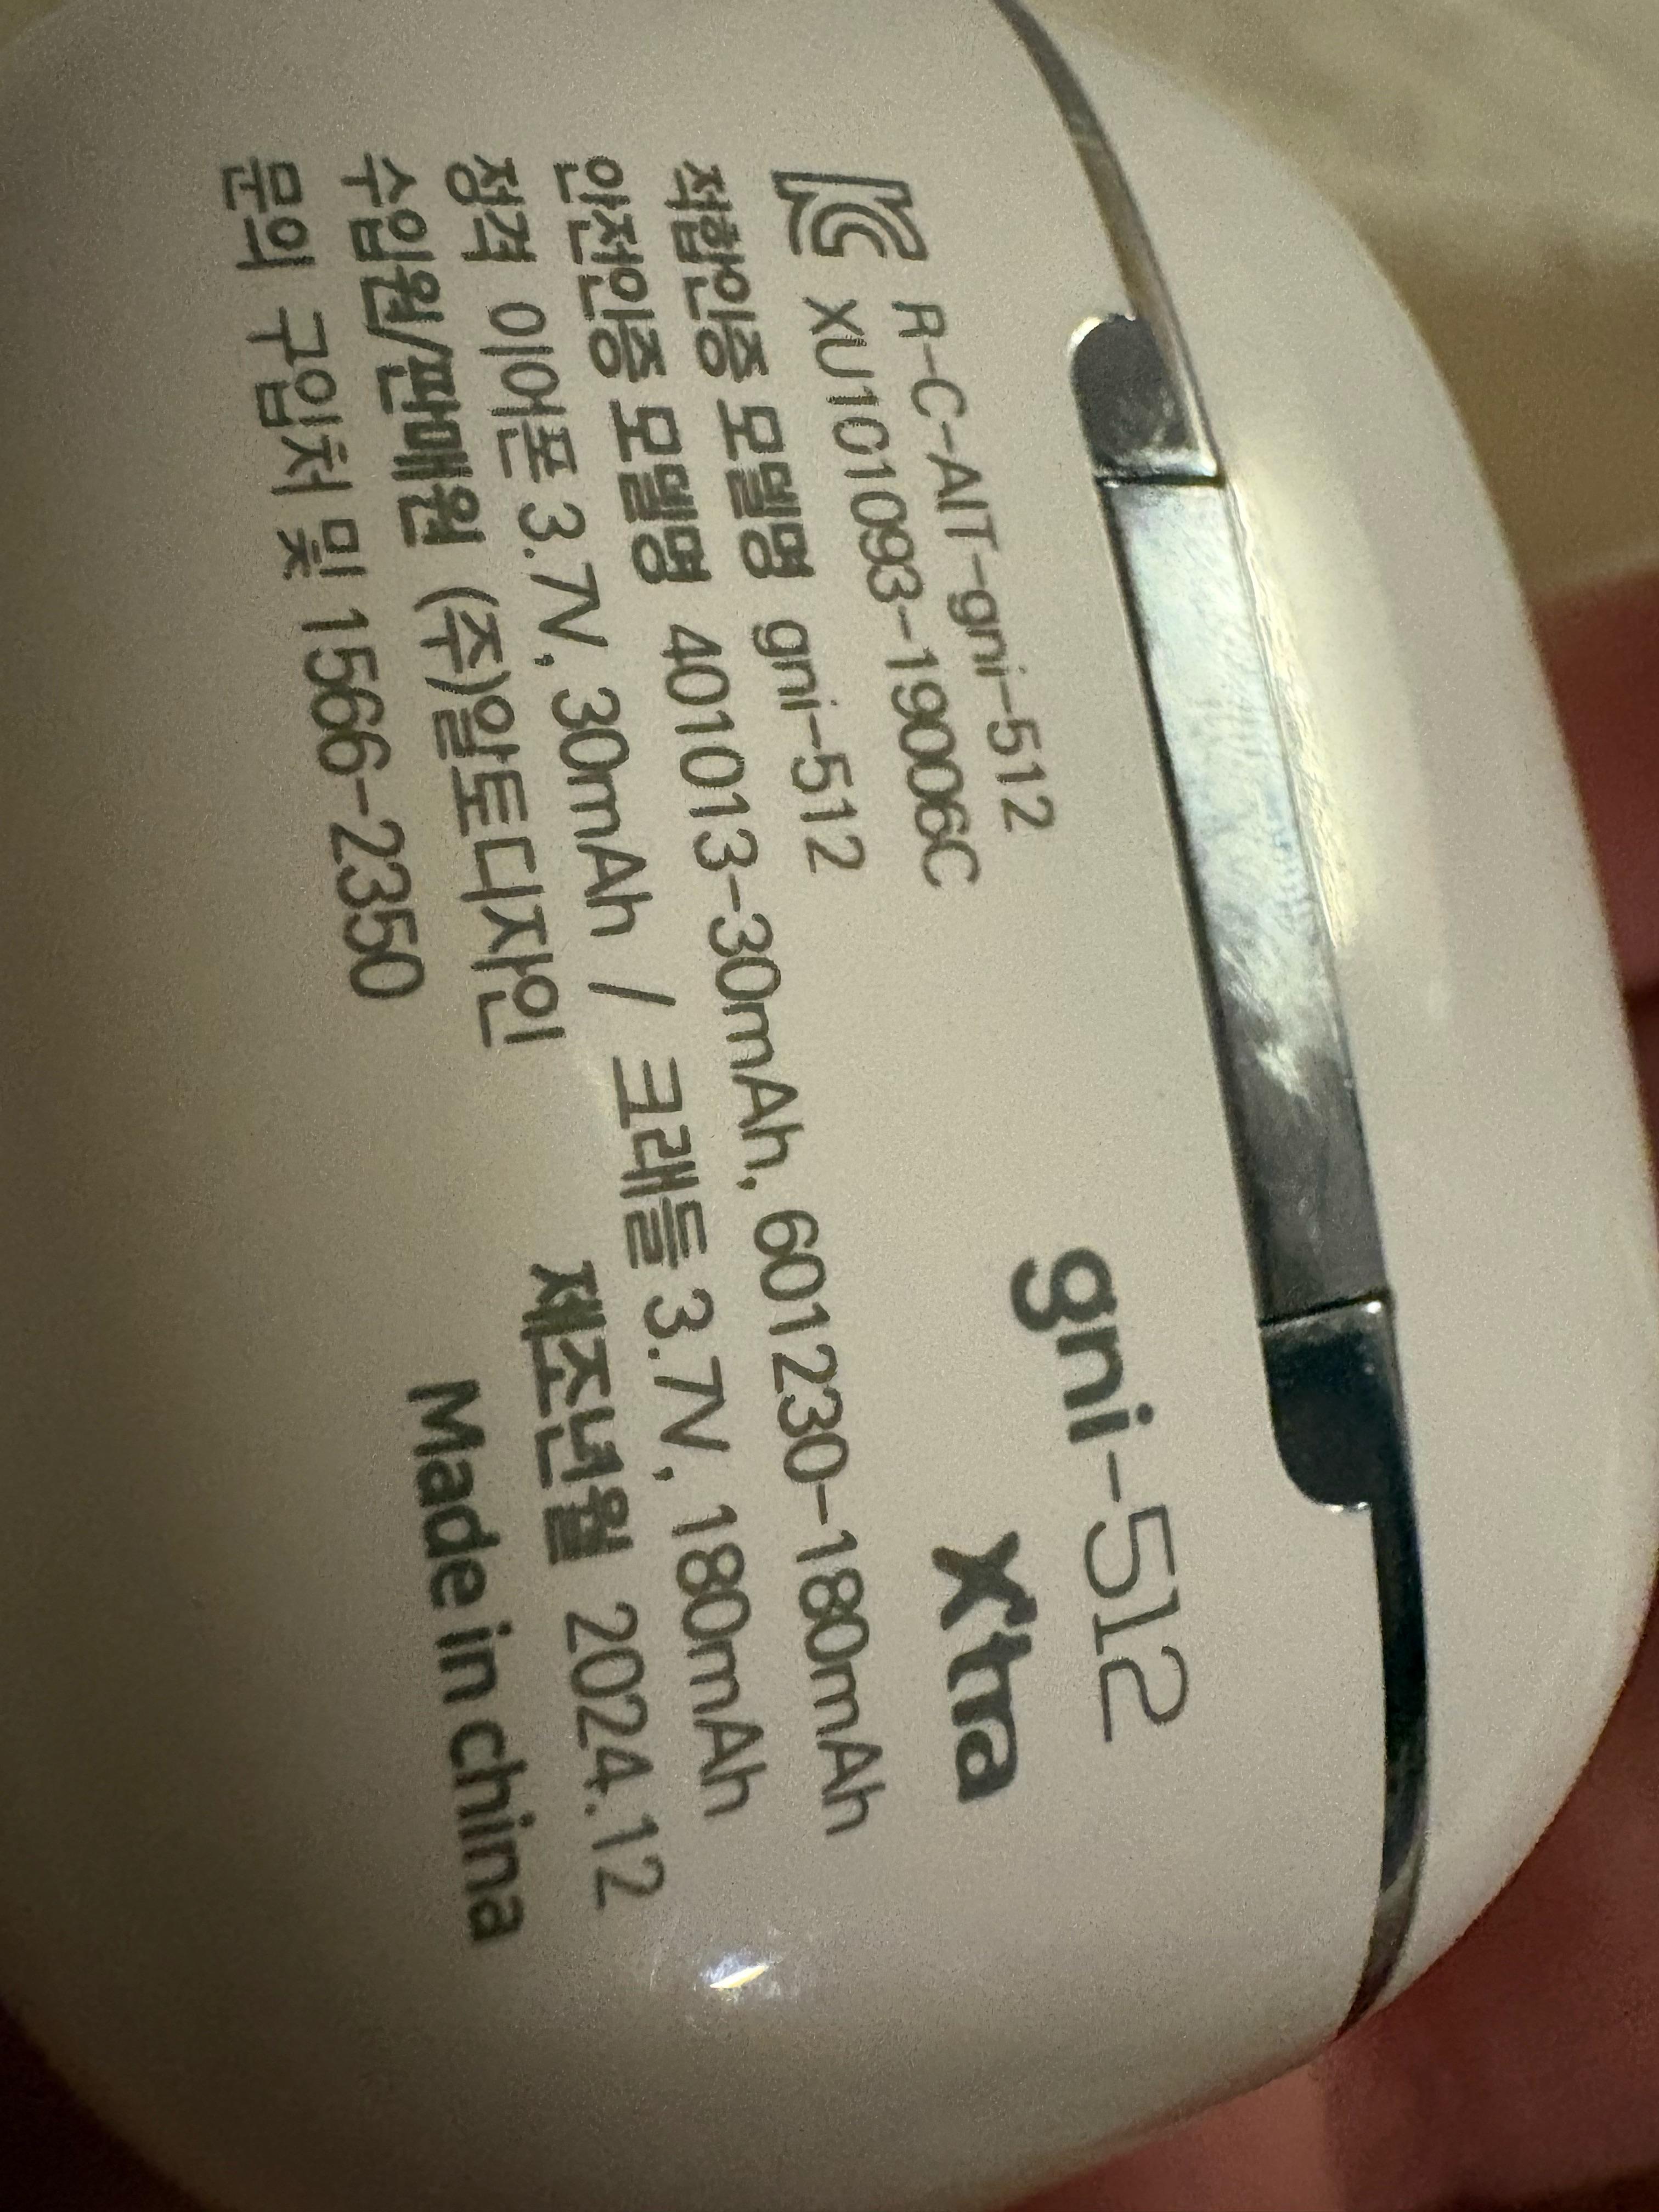 gni-512
Xtra
KC
R-C-AIT-gni-512
XU101093-19006C
적합인증 모델명 gni-512
안전인증 모델명 401013-30mAh, 601230-180mAh
정격 이어폰 3.7V, 30mAh / 크래들 3.7V, 180mAh
수입원/판매원 (주)알토디자인
제조년월 2024.12
문의 구입처 및 1566-2350
Made in china